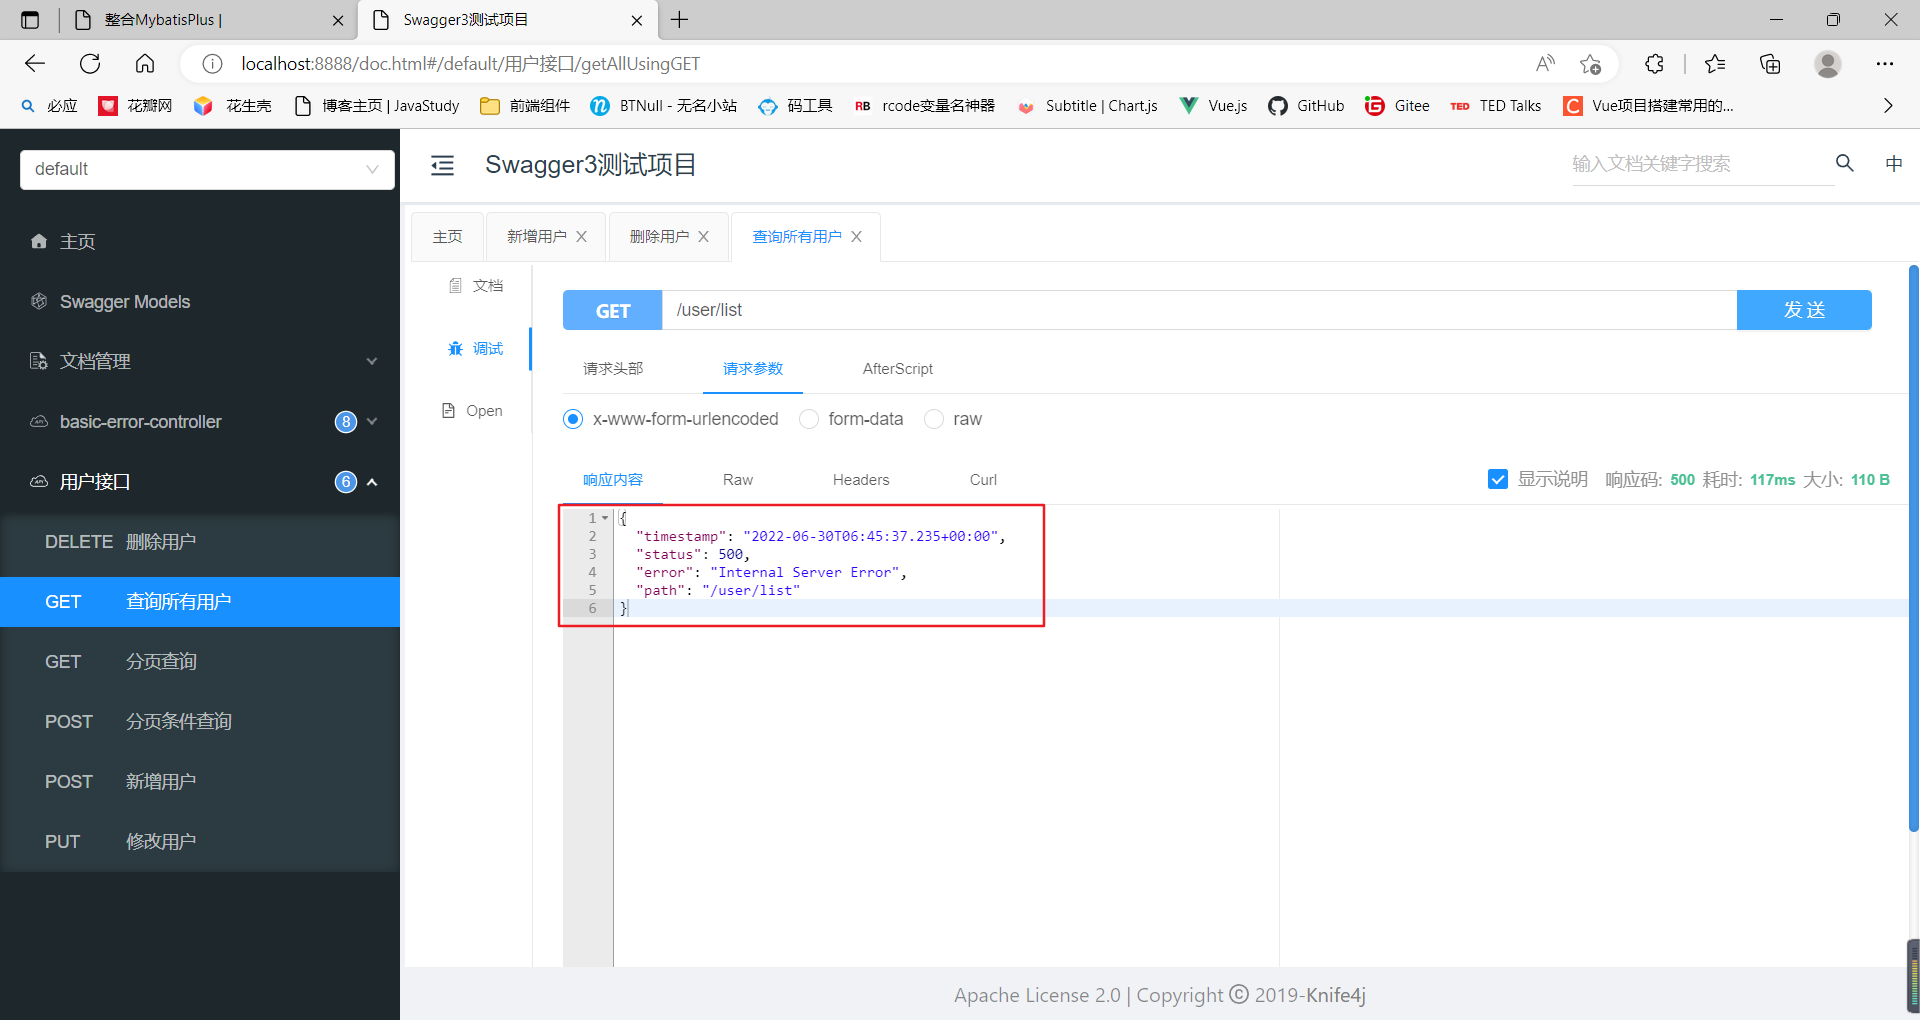 整合MybatisPlus |
Swagger3测试项目
localhost:8888/doc.html#/default/用户接口/getAllUsingGET
必应
花瓣网
花生壳
博客主页 | JavaStudy
前端组件
BTNull - 无名小站
码工具
RB rcode变量名神器
Subtitle | Chart.js
Vue.js
GitHub
Gitee
TED TED Talks
C Vue项目搭建常用的...
default
Swagger3测试项目
输入文档关键字搜索
中
主页
Swagger Models
文档管理
basic-error-controller 8
用户接口 6
DELETE 删除用户
GET 查询所有用户
GET 分页查询
POST 分页条件查询
POST 新增用户
PUT 修改用户
主页
新增用户
删除用户
查询所有用户
文档
调试
Open
GET /user/list 发 送
请求头部 请求参数 AfterScript
x-www-form-urlencoded form-data raw
响应内容 Raw Headers Curl
显示说明 响应码: 500 耗时: 117ms 大小: 110 B
1 {
2 "timestamp": "2022-06-30T06:45:37.235+00:00",
3 "status": 500,
4 "error": "Internal Server Error",
5 "path": "/user/list"
6 }
Apache License 2.0 | Copyright © 2019-Knife4j